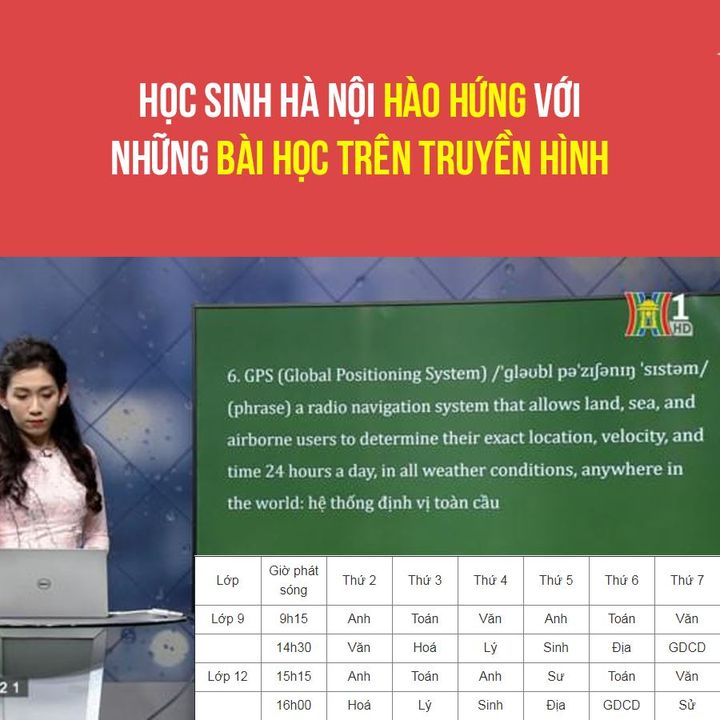 HỌC SINH HÀ NỘI HÀO HỨNG VỚI
NHỮNG BÀI HỌC TRÊN TRUYỀN HÌNH
1
HD
6. GPS (Global Positioning System) /ˈɡləʊbl pəˈzɪʃənɪŋ ˈsɪstəm/
(phrase) a radio navigation system that allows land, sea, and
airborne users to determine their exact location, velocity, and
time 24 hours a day, in all weather conditions, anywhere in
the world: hệ thống định vị toàn cầu
DELL
21
Lớp Giờ phát sóng Thứ 2 Thứ 3 Thứ 4 Thứ 5 Thứ 6 Thứ 7
Lớp 9 9h15 Anh Toán Văn Anh Toán Văn
14h30 Văn Hoá Lý Sinh Địa GDCD
Lớp 12 15h15 Anh Toán Anh Sư Toán Văn
16h00 Hoá Lý Sinh Địa GDCD Sử